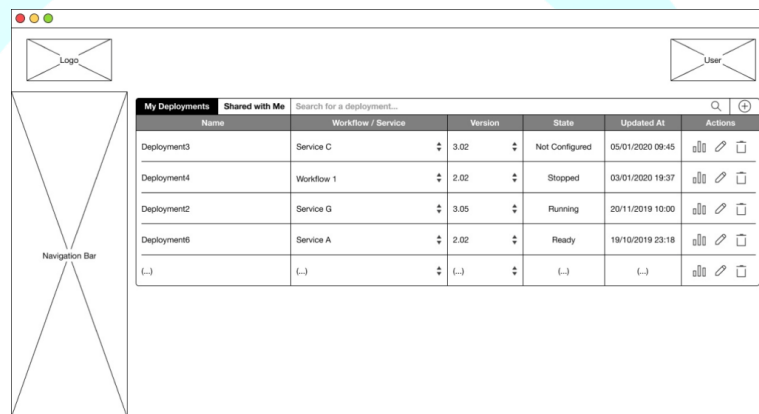 Logo
User
My Deployments Shared with Me Search for a deployment...
Name Workflow / Service Version State Updated At Actions
Deployment3 Service C 3.02 Not Configured 05/01/2020 09:45
Deployment4 Workflow 1 2.02 Stopped 03/01/2020 19:37
Deployment2 Service G 3.05 Running 20/11/2019 10:00
Deployment6 Service A 2.02 Ready 19/10/2019 23:18
Navigation Bar
(...) (...) (...) (...) (...)